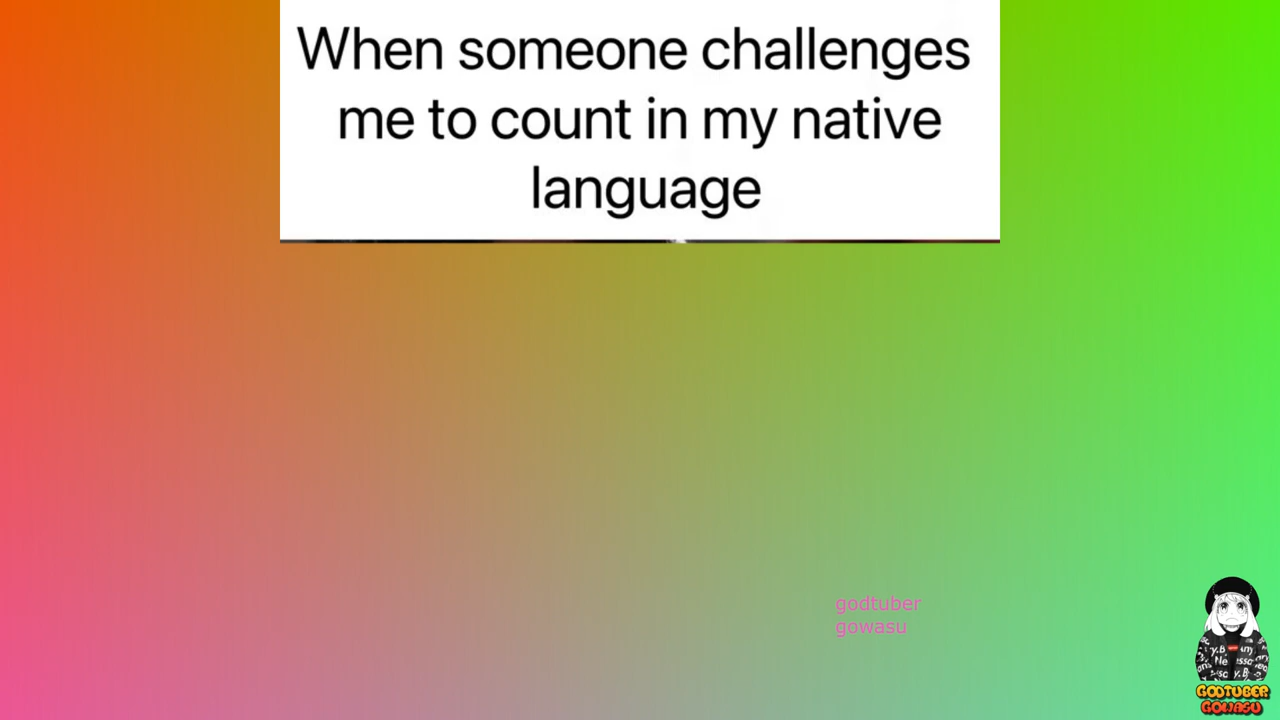 When someone challenges
me to count in my native
language
godtuber
gowasu
GODTUBER
GOWASU